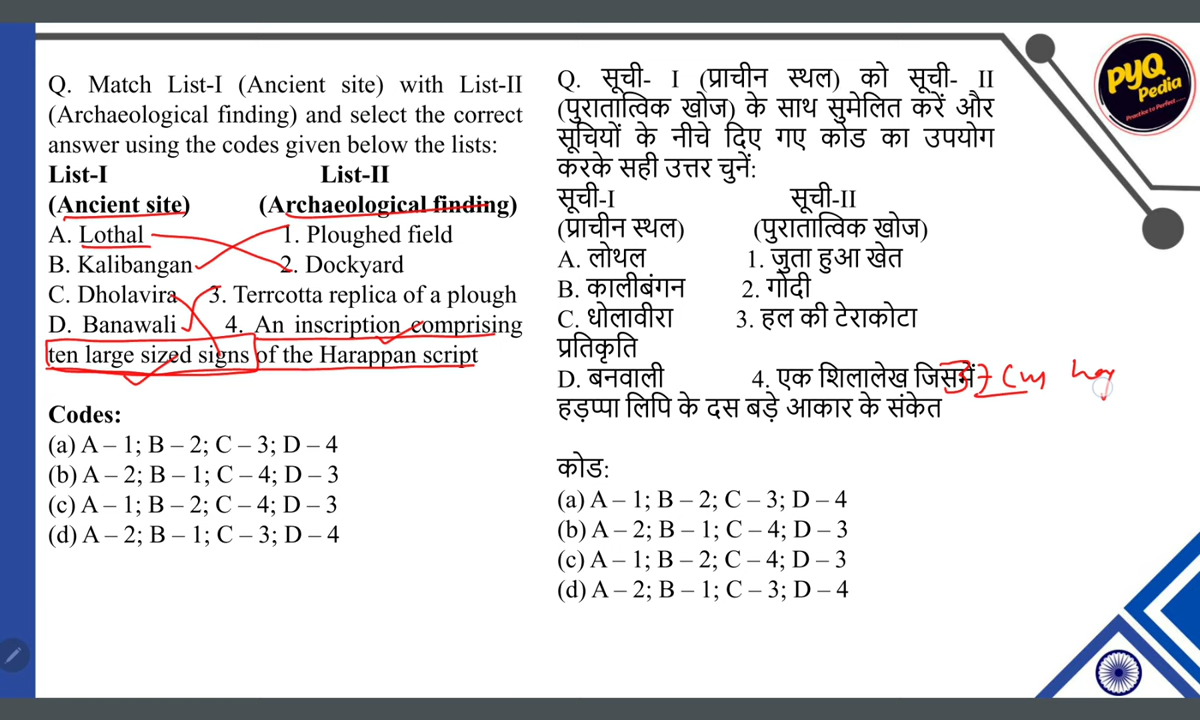 Q. Match List-I (Ancient site) with List-II
(Archaeological finding) and select the correct
answer using the codes given below the lists:
List-I List-II
(Ancient site) (Archaeological finding)
A. Lothal 1. Ploughed field
B. Kalibangan 2. Dockyard
C. Dholavira 3. Terrcotta replica of a plough
D. Banawali 4. An inscription comprising
ten large sized signs of the Harappan script
Codes:
(a) A – 1; B – 2; C – 3; D – 4
(b) A – 2; B – 1; C – 4; D – 3
(c) A – 1; B – 2; C – 4; D – 3
(d) A – 2; B – 1; C – 3; D – 4
Q. सूची- I (प्राचीन स्थल) को सूची- II
(पुरातात्विक खोज) के साथ सुमेलित करें और
सूचियों के नीचे दिए गए कोड का उपयोग
करके सही उत्तर चुनें:
सूची-I सूची-II
(प्राचीन स्थल) (पुरातात्विक खोज)
A. लोथल 1. जुता हुआ खेत
B. कालीबंगन 2. गोदी
C. धोलावीरा 3. हल की टेराकोटा
प्रतिकृति
D. बनवाली 4. एक शिलालेख जिसमें 37 cm
हड़प्पा लिपि के दस बड़े आकार के संकेत
कोड:
(a) A – 1; B – 2; C – 3; D – 4
(b) A – 2; B – 1; C – 4; D – 3
(c) A – 1; B – 2; C – 4; D – 3
(d) A – 2; B – 1; C – 3; D – 4
PYQ
Pedia
Practice to Perfect